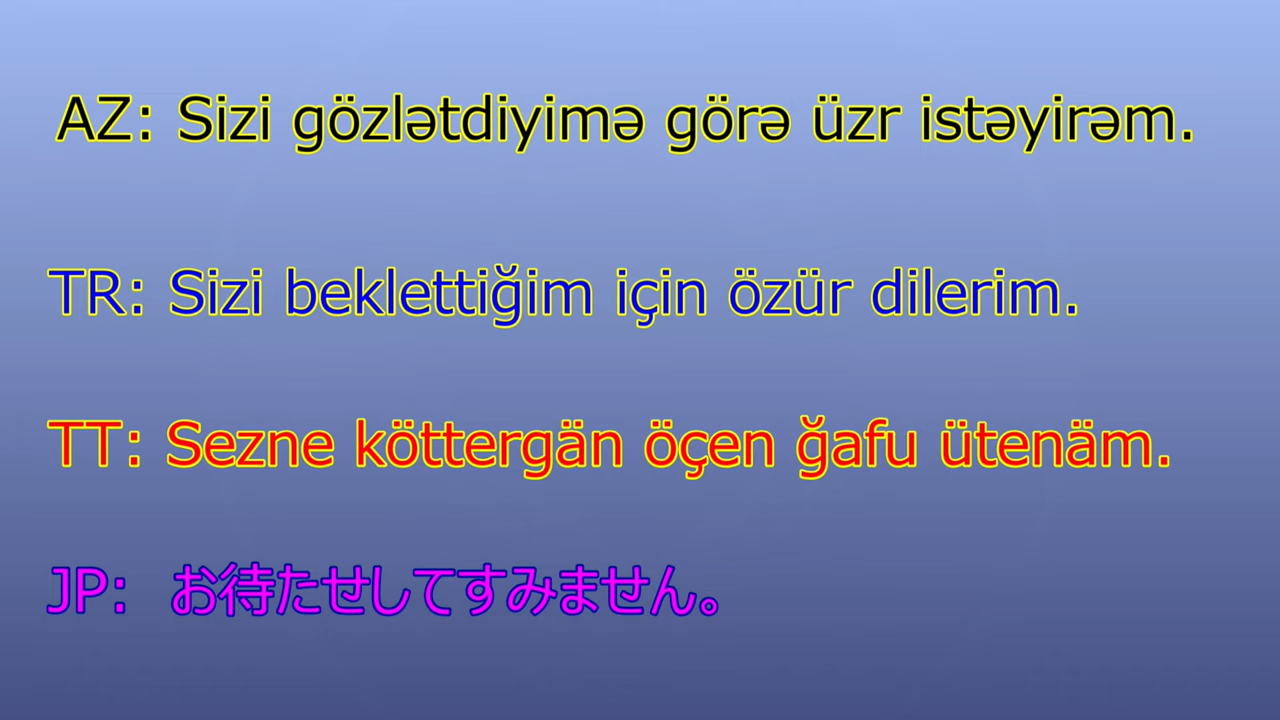 AZ: Sizi gözlətdiyimə görə üzr istəyirəm.
TR: Sizi beklettiğim için özür dilerim.
TT: Sezne köttergän öçen ğafu ütenäm.
JP: お待たせしてすみません。